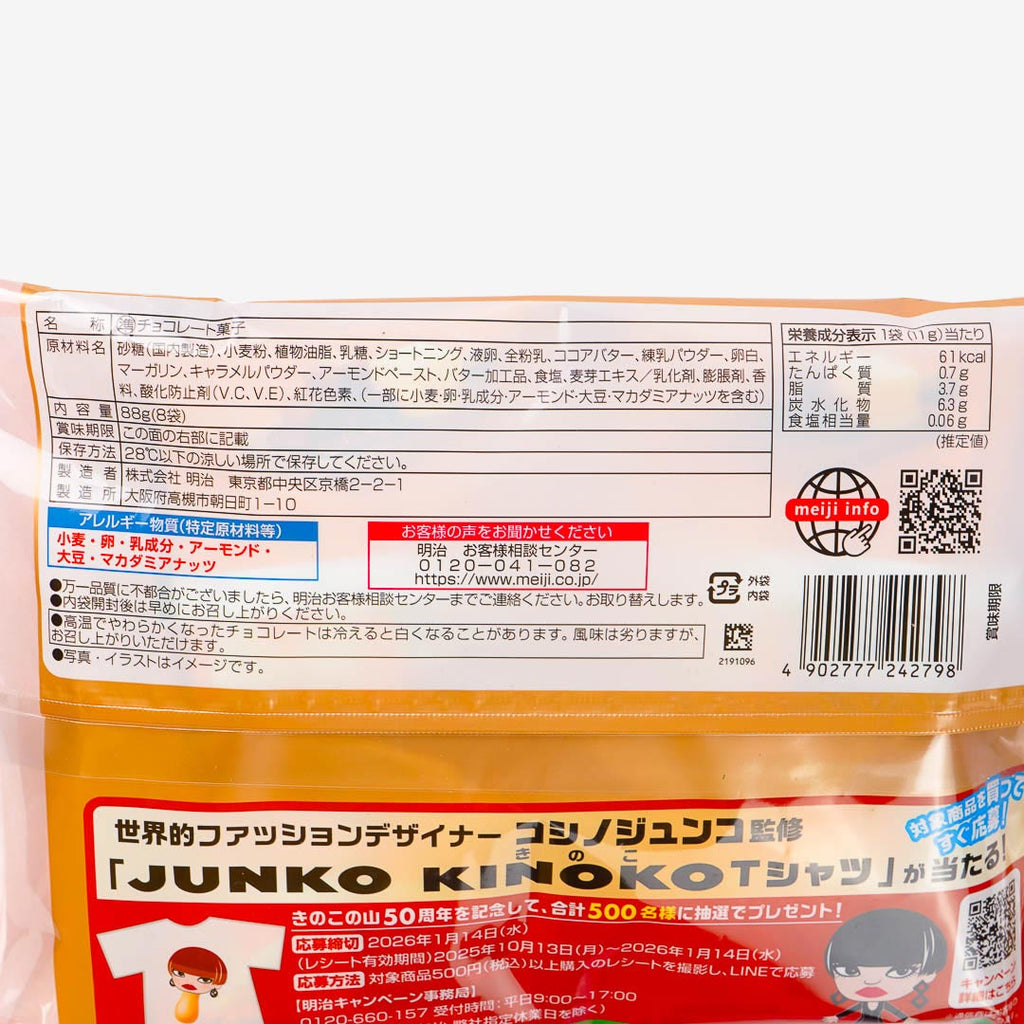 名称 準チョコレート菓子
原材料名 砂糖(国内製造)、小麦粉、植物油脂、乳糖、ショートニング、液卵、全粉乳、ココアバター、練乳パウダー、卵白、
マーガリン、キャラメルパウダー、アーモンドペースト、バター加工品、食塩、麦芽エキス/乳化剤、膨脹剤、香
料、酸化防止剤(V.C、V.E)、紅花色素、(一部に小麦・卵・乳成分・アーモンド・大豆・マカダミアナッツを含む)
内容量 88g(8袋)
賞味期限 この面の右部に記載
保存方法 28℃以下の涼しい場所で保存してください。
製造者 株式会社 明治 東京都中央区京橋2-2-1
製造所 大阪府高槻市朝日町1-10
栄養成分表示 1袋(11g)当たり
エネルギー 61kcal
たんぱく質 0.7g
脂質 3.7g
炭水化物 6.3g
食塩相当量 0.06g
(推定値)
meiji info
アレルギー物質(特定原材料等)
小麦・卵・乳成分・アーモンド・
大豆・マカダミアナッツ
お客様の声をお聞かせください
明治 お客様相談センター
0120-041-082
https://www.meiji.co.jp/
●万一品質に不都合がございましたら、明治お客様相談センターまでご連絡ください。お取り替えします。
●内袋開封後は早めにお召し上がりください。
●高温でやわらかくなったチョコレートは冷えると白くなることがあります。風味は劣りますが、
お召し上がりいただけます。
●写真・イラストはイメージです。
プラ
外袋
内袋
2191096
4 902777 242798
賞味期限
世界的ファッションデザイナー コシノジュンコ監修
きのこ
「JUNKO KINOKOTシャツ」が当たる!
対象商品を買って
すぐ応募!
きのこの山50周年を記念して、合計500名様に抽選でプレゼント!
応募締切 2026年1月14日(水)
(レシート有効期間)2025年10月13日(月)~2026年1月14日(水)
応募方法 対象商品500円(税込)以上購入のレシートを撮影し、LINEで応募
【明治キャンペーン事務局】
0120-660-157 受付時間:平日9:00~17:00
キャンペーン
詳細はこちら